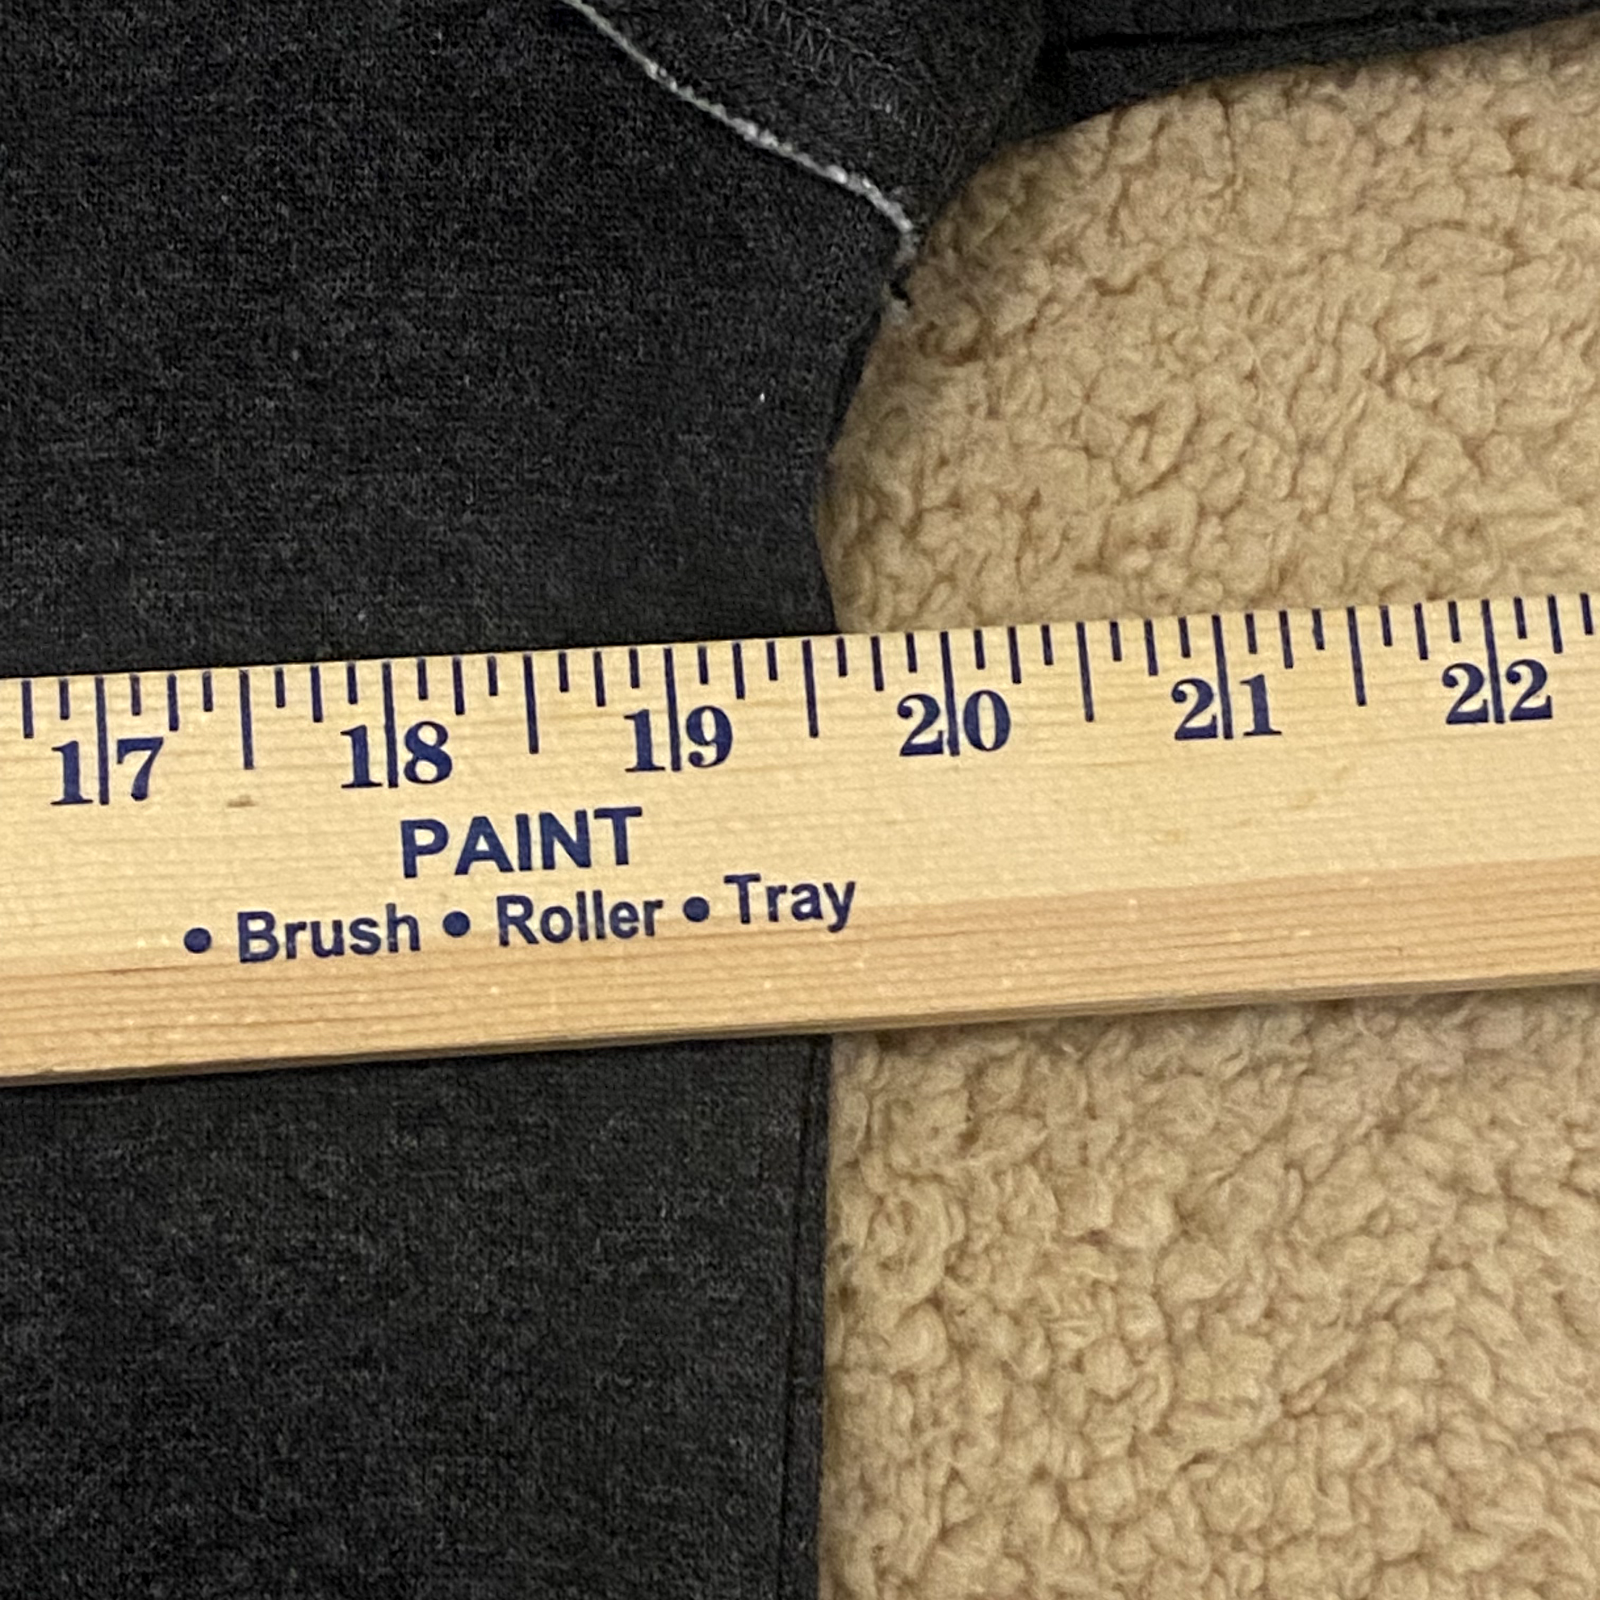 17 18 19 20 21 22
PAINT
• Brush • Roller • Tray